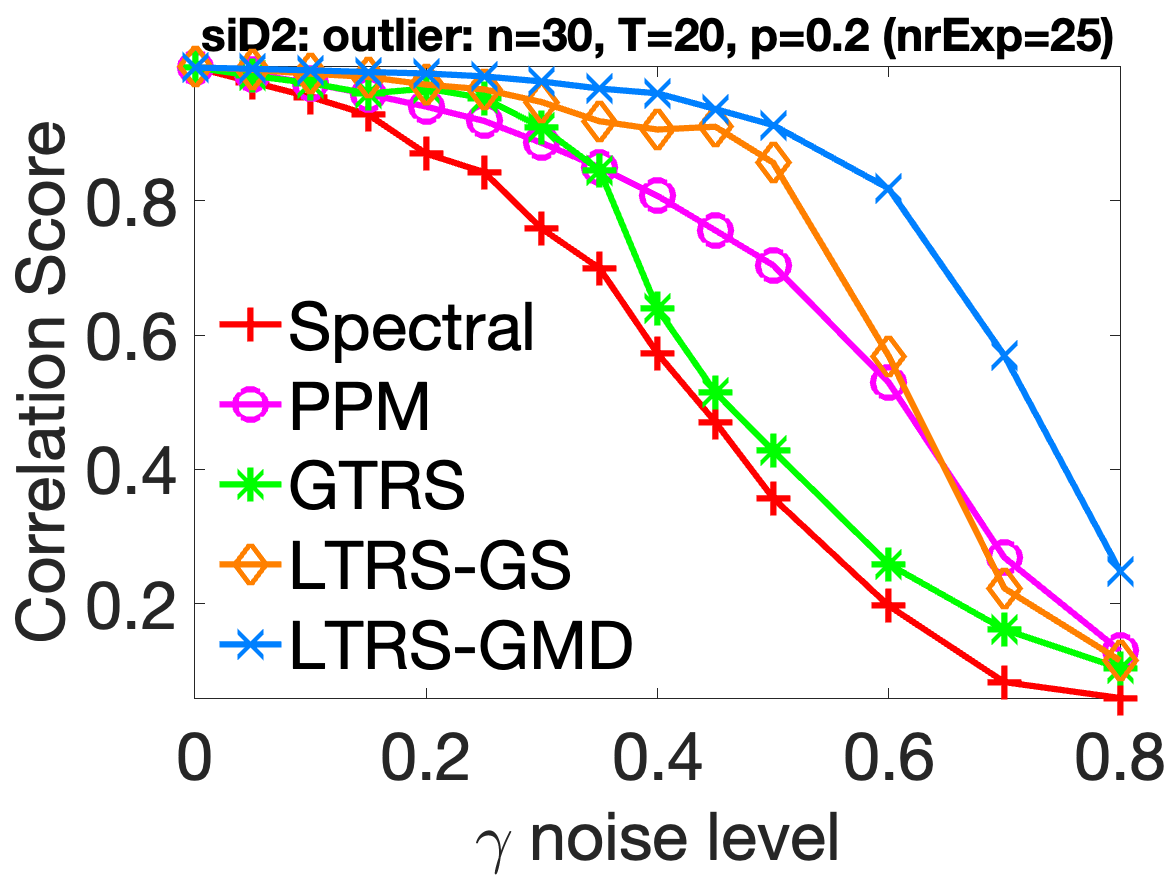 siD2: outlier: n=30, T=20, p=0.2 (nrExp=25)
Correlation Score
0.8
0.6
0.4
0.2
Spectral
PPM
GTRS
LTRS-GS
LTRS-GMD
0 0.2 0.4 0.6 0.8
γ noise level